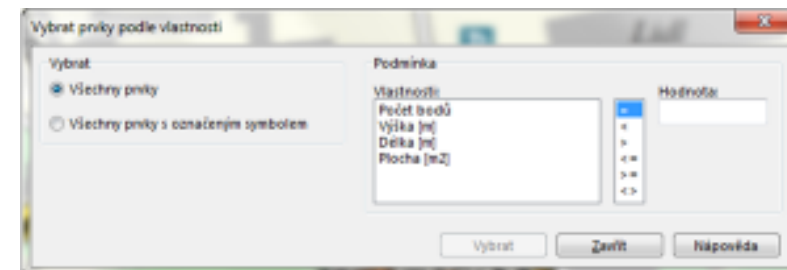 Vybrat prvky podle vlastnosti
Vybrat
Všechny prvky
Všechny prvky s označeným symbolem
Podmínka
Vlastnosti:
Počet bodů
Výška [m]
Délka [m]
Plocha [m2]
=
<
>
<=
>=
<>
Hodnota:
Vybrat
Zavřít
Nápověda